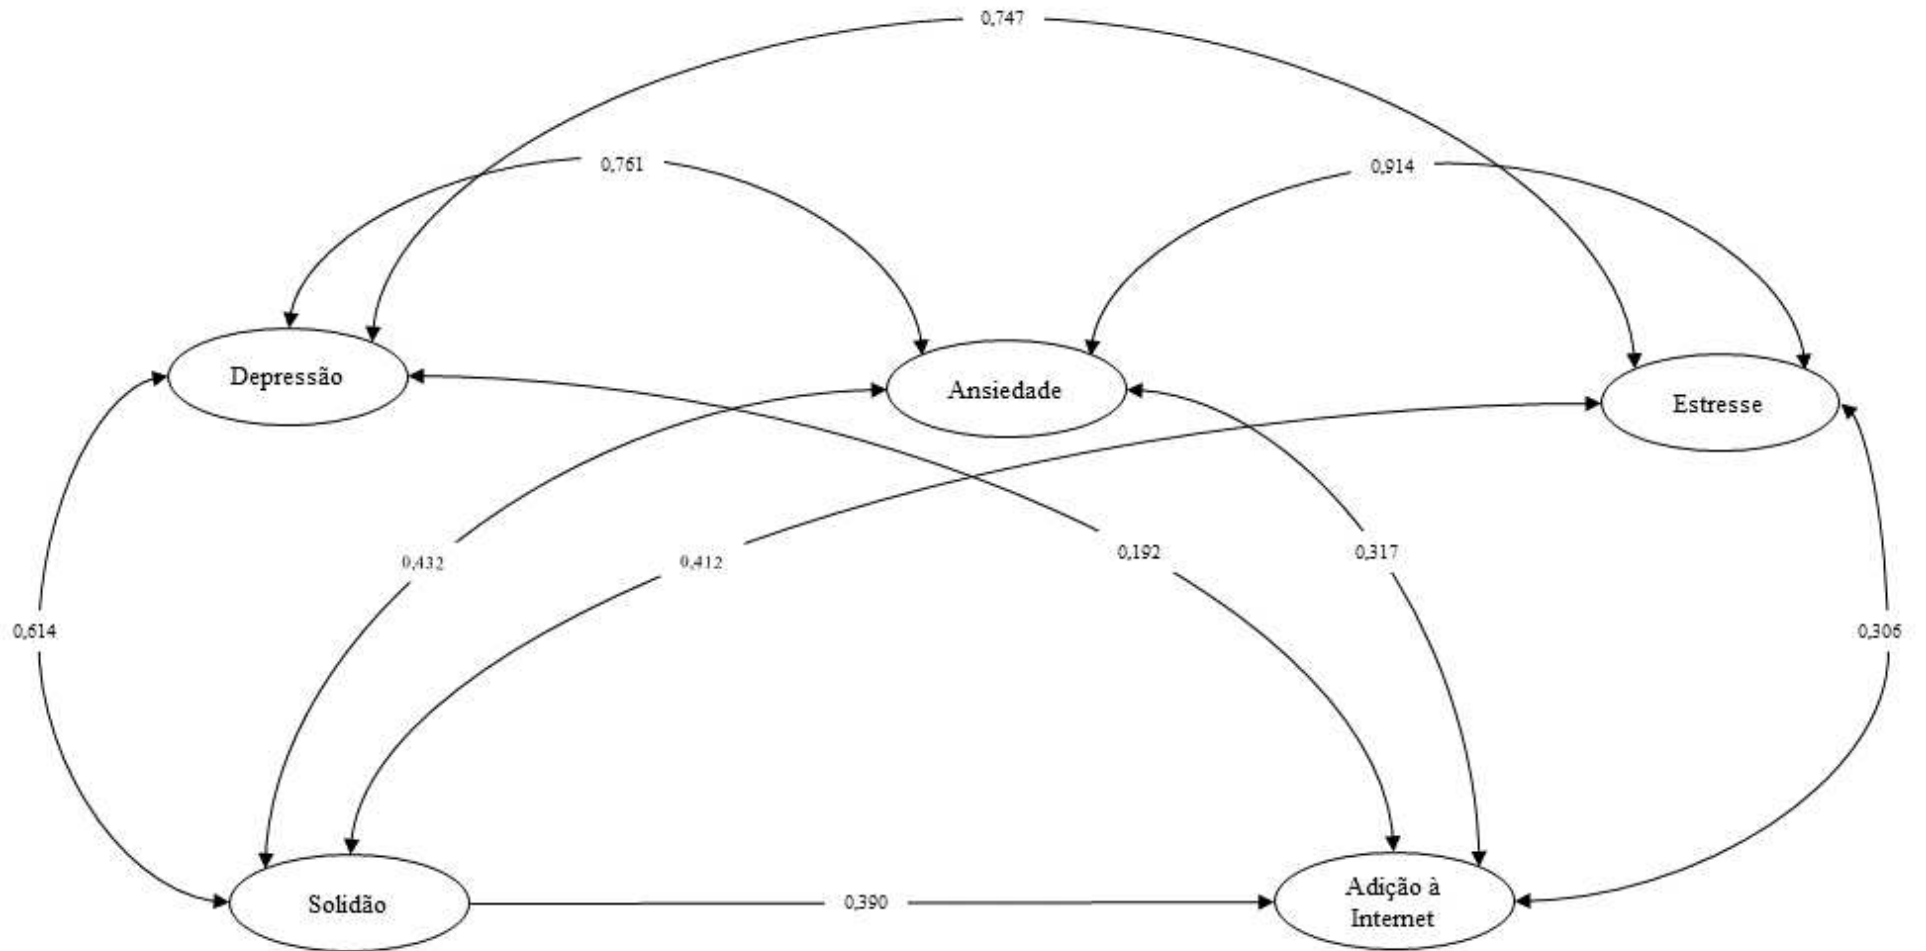 0,747
0,761
0,914
Depressão
Ansiedade
Estresse
0,432
0,412
0,192
0,317
0,614
0,306
Solidão
0,390
Adição à
Internet